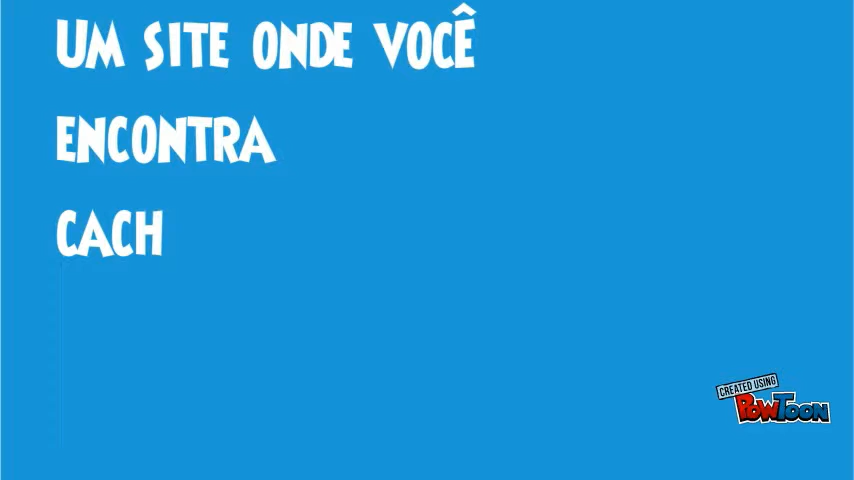 UM SITE ONDE VOCÊ
ENCONTRA
CACH
CREATED USING
POWTOON